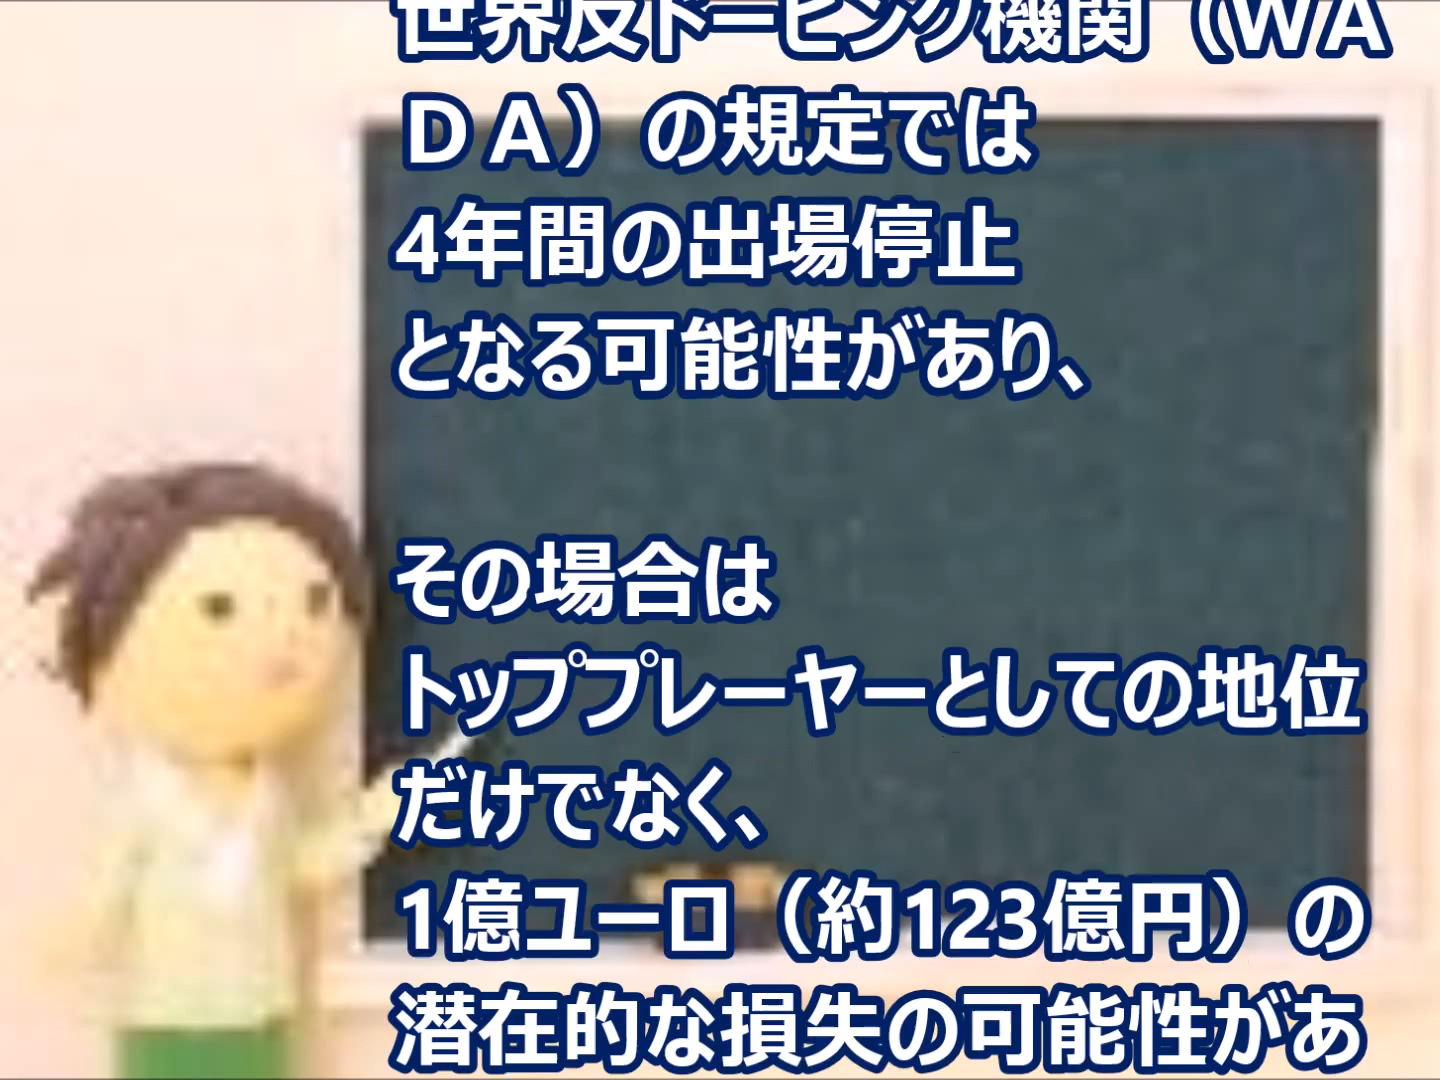 世界反ドーピング機関（ＷＡ
ＤＡ）の規定では
4年間の出場停止
となる可能性があり、
その場合は
トッププレーヤーとしての地位
だけでなく、
1億ユーロ（約123億円）の
潜在的な損失の可能性があ